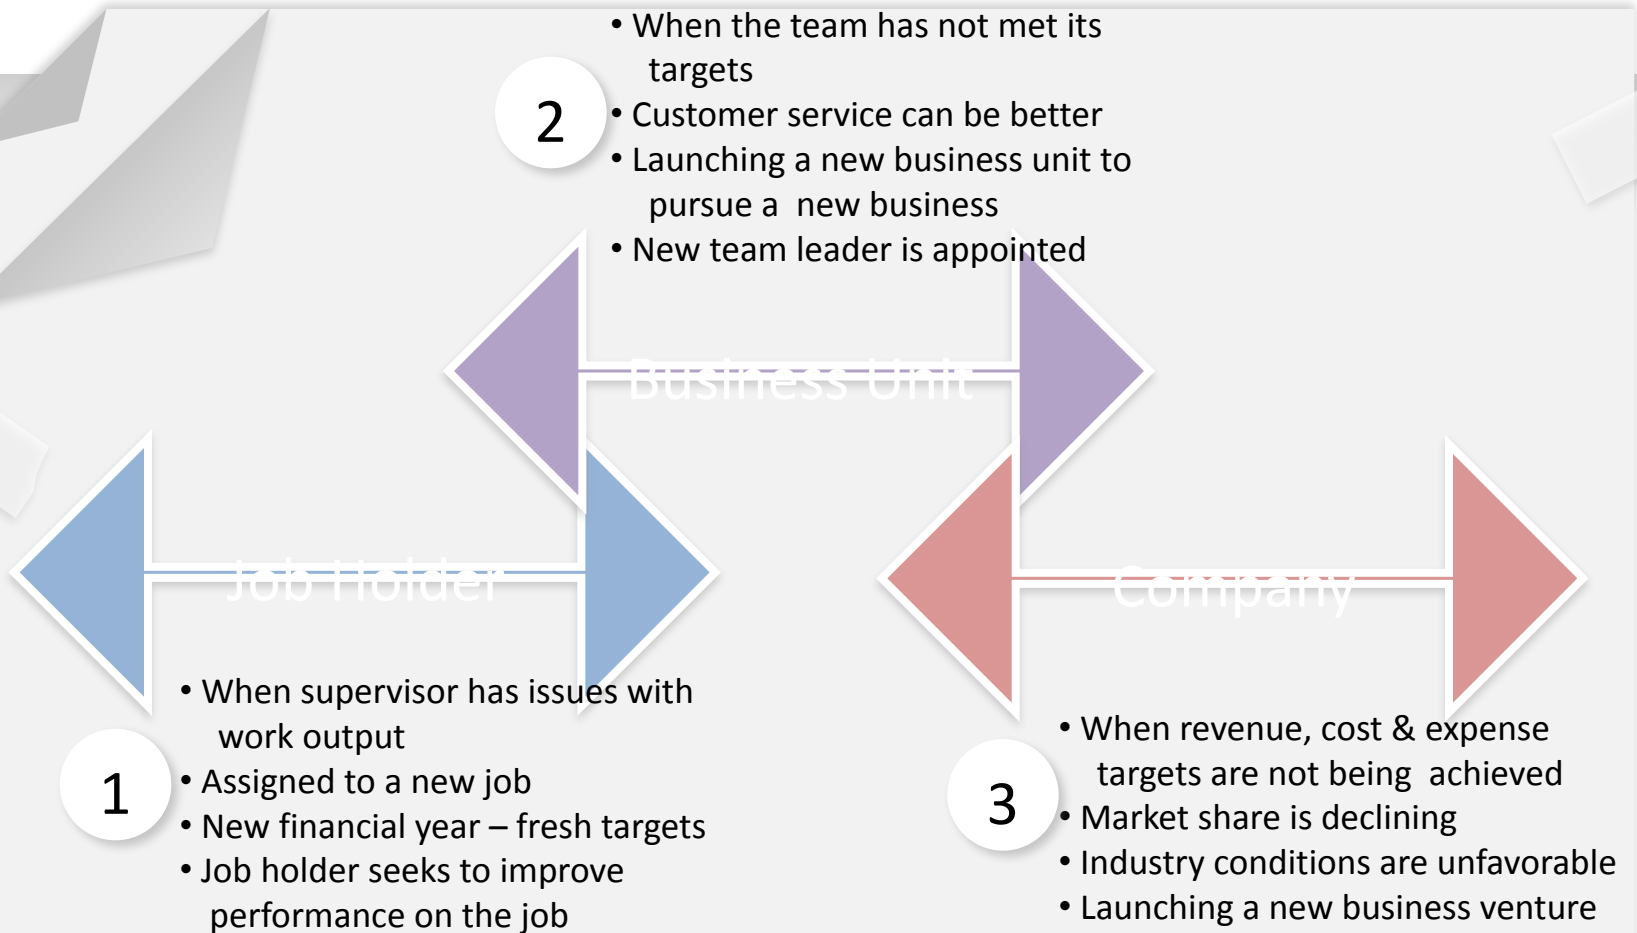 • When the team has not met its
targets
2
• Customer service can be better
• Launching a new business unit to
pursue a new business
• New team leader is appointed
Business Unit
Job Holder
Company
• When supervisor has issues with
work output
1
• Assigned to a new job
• New financial year – fresh targets
• Job holder seeks to improve
performance on the job
• When revenue, cost & expense
targets are not being achieved
3
• Market share is declining
• Industry conditions are unfavorable
• Launching a new business venture